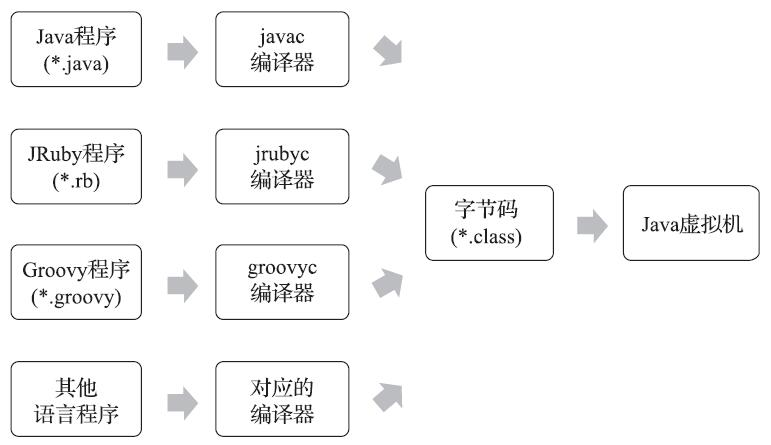 Java程序
(*.java)
javac
编译器
JRuby程序
(*.rb)
jrubyc
编译器
字节码
(*.class)
Java虚拟机
Groovy程序
(*.groovy)
groovyc
编译器
其他
语言程序
对应的
编译器